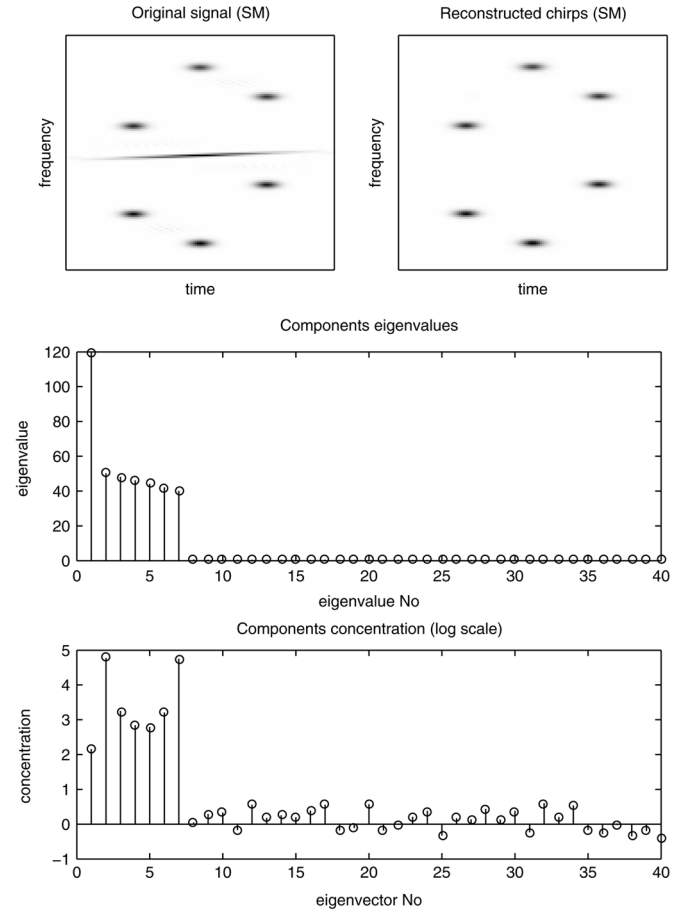 Original signal (SM)
Reconstructed chirps (SM)
frequency
frequency
time
time
Components eigenvalues
eigenvalue
120
100
80
60
40
20
0
0 5 10 15 20 25 30 35 40
eigenvalue No
Components concentration (log scale)
concentration
5
4
3
2
1
0
−1
0 5 10 15 20 25 30 35 40
eigenvector No